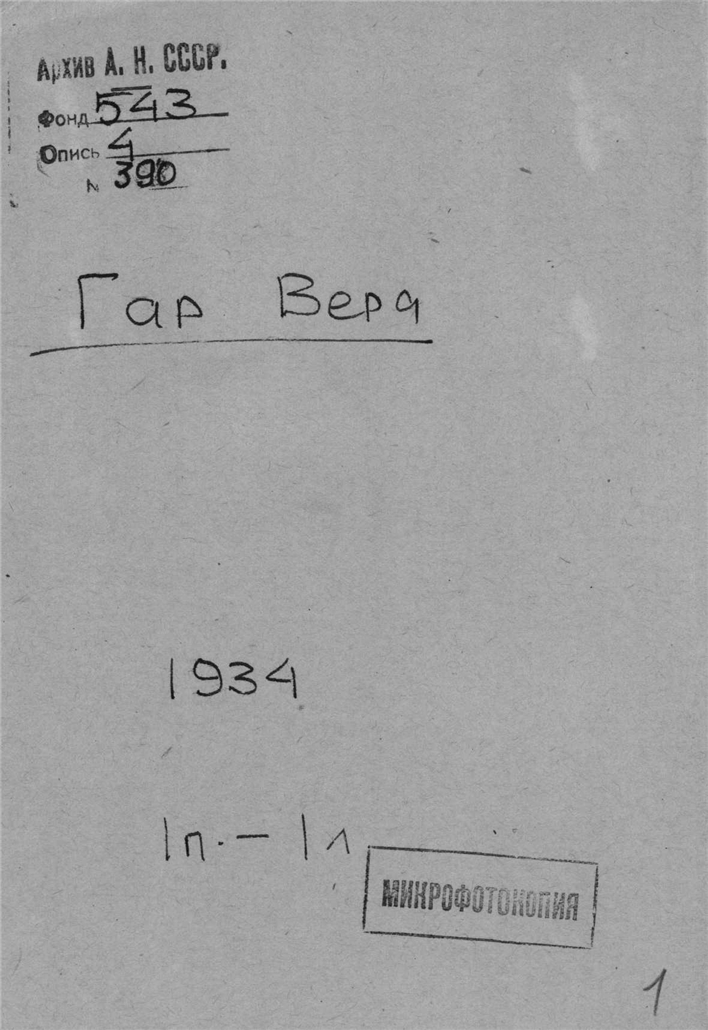 Архив А. Н. СССР.
Фонд 543
Опись 4
№ 390
Гар Вера
1934
1п. — 1л
МИКРОФОТОКОПИЯ
1